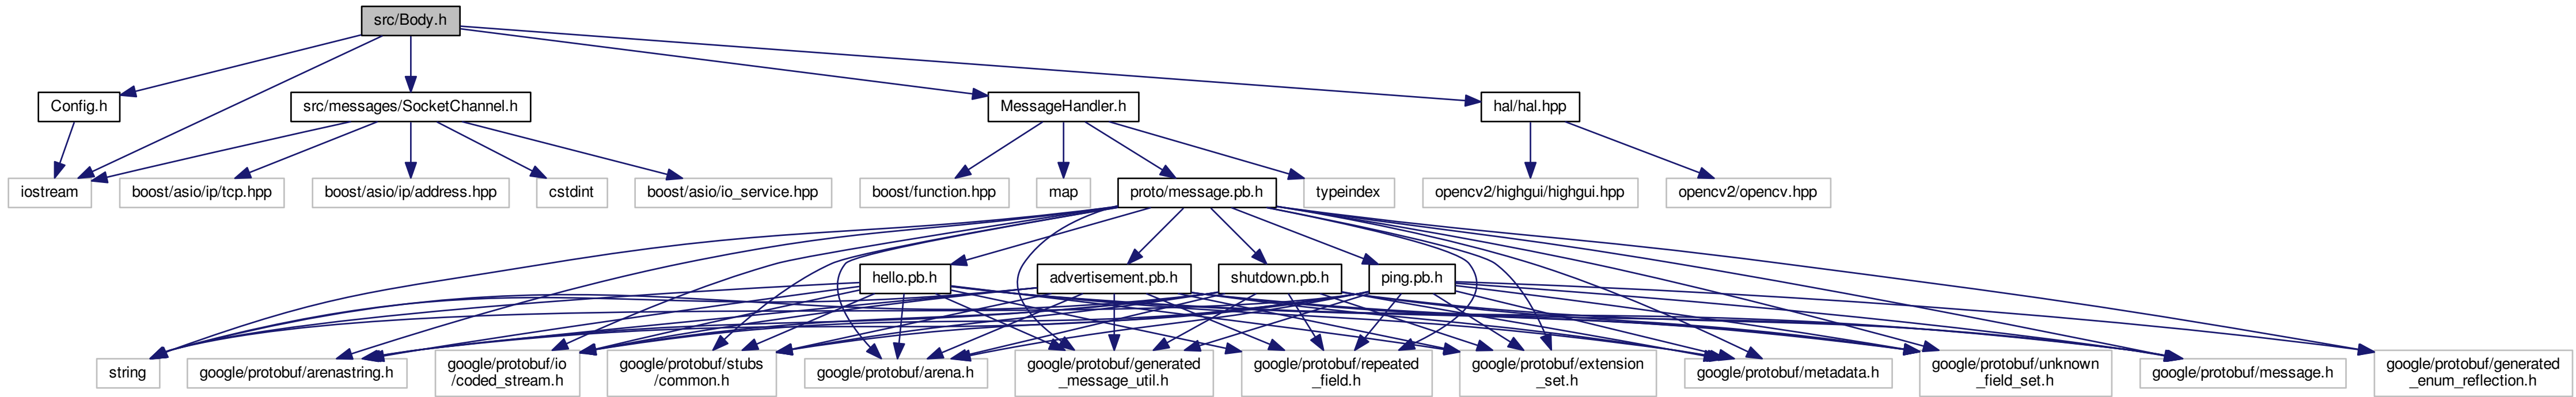 src/Body.h
Config.h
src/messages/SocketChannel.h
MessageHandler.h
hal/hal.hpp
iostream
boost/asio/ip/tcp.hpp
boost/asio/ip/address.hpp
cstdint
boost/asio/io_service.hpp
boost/function.hpp
map
proto/message.pb.h
typeindex
opencv2/highgui/highgui.hpp
opencv2/opencv.hpp
hello.pb.h
advertisement.pb.h
shutdown.pb.h
ping.pb.h
string
google/protobuf/arenastring.h
google/protobuf/io
/coded_stream.h
google/protobuf/stubs
/common.h
google/protobuf/arena.h
google/protobuf/generated
_message_util.h
google/protobuf/repeated
_field.h
google/protobuf/extension
_set.h
google/protobuf/metadata.h
google/protobuf/unknown
_field_set.h
google/protobuf/message.h
google/protobuf/generated
_enum_reflection.h